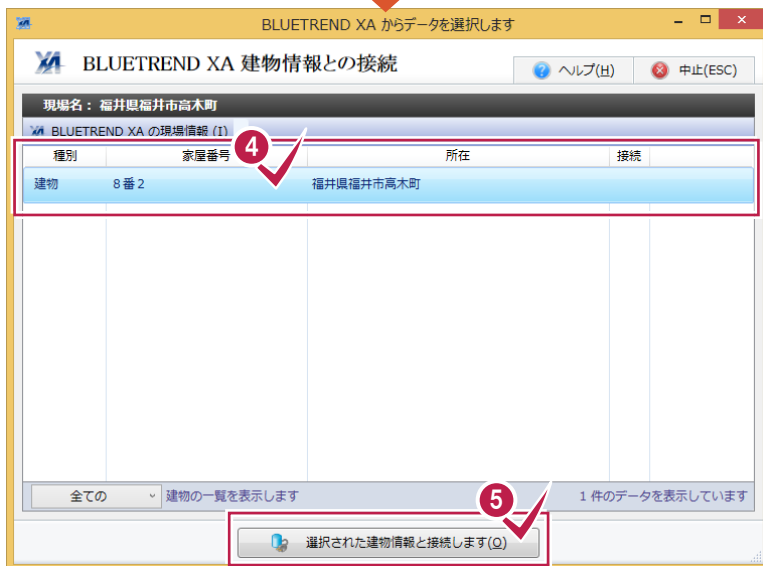 BLUETREND XA からデータを選択します
BLUETREND XA 建物情報との接続
ヘルプ(H)
中止(ESC)
現場名: 福井県福井市高木町
BLUETREND XA の現場情報 (I)
4
種別 家屋番号 所在 接続
建物 8番2 福井県福井市高木町
全ての 建物の一覧を表示します 1 件のデータを表示しています
5
選択された建物情報と接続します(O)